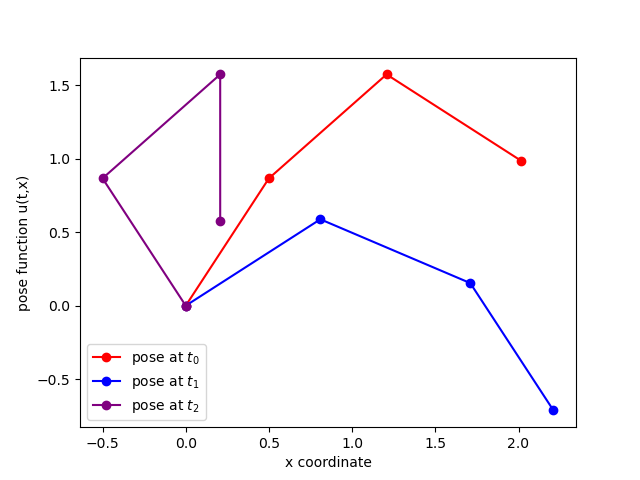 1.5
1.0
0.5
0.0
−0.5
pose function u(t,x)
pose at t₀
pose at t₁
pose at t₂
−0.5 0.0 0.5 1.0 1.5 2.0
x coordinate